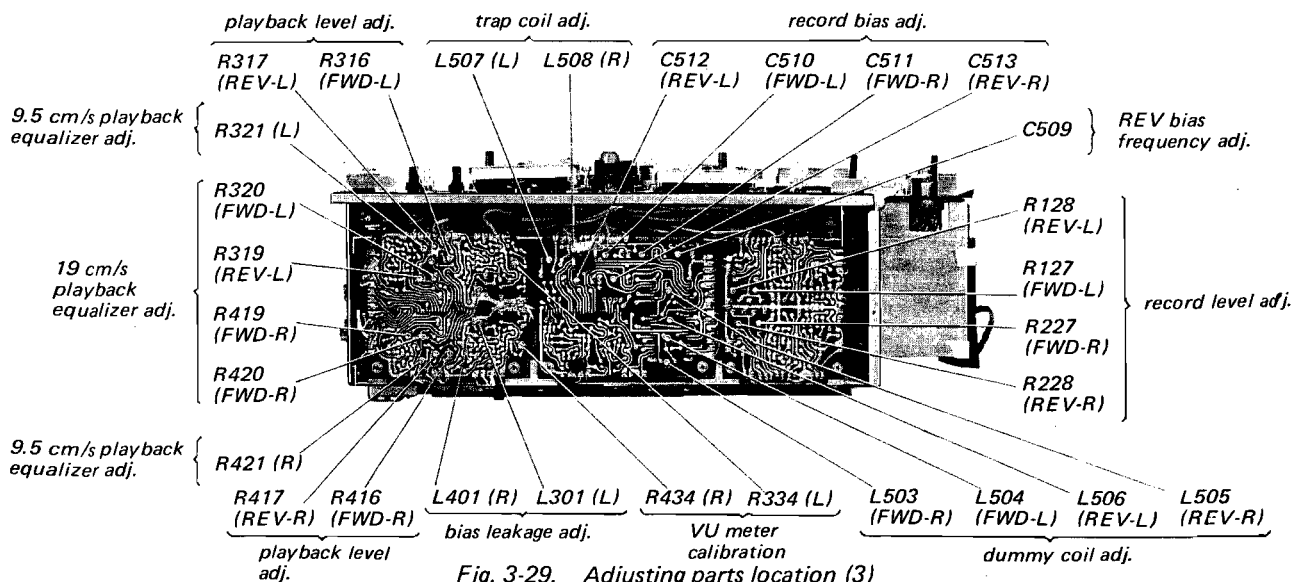 playback level adj.
trap coil adj.
record bias adj.
R317
(REV-L)
R316
(FWD-L)
L507 (L)
L508 (R)
C512
(REV-L)
C510
(FWD-L)
C511
(FWD-R)
C513
(REV-R)
9.5 cm/s playback
equalizer adj.
R321 (L)
C509
REV bias
frequency adj.
19 cm/s
playback
equalizer adj.
R320
(FWD-L)
R319
(REV-L)
R419
(FWD-R)
R420
(FWD-R)
R128
(REV-L)
R127
(FWD-L)
R227
(FWD-R)
R228
(REV-R)
record level adj.
9.5 cm/s playback
equalizer adj.
R421 (R)
R417
(REV-R)
R416
(FWD-R)
playback level
adj.
L401 (R)
L301 (L)
bias leakage adj.
R434 (R)
R334 (L)
VU meter
calibration
L503
(FWD-R)
L504
(FWD-L)
L506
(REV-L)
L505
(REV-R)
dummy coil adj.
Fig. 3-29. Adjusting parts location (3)